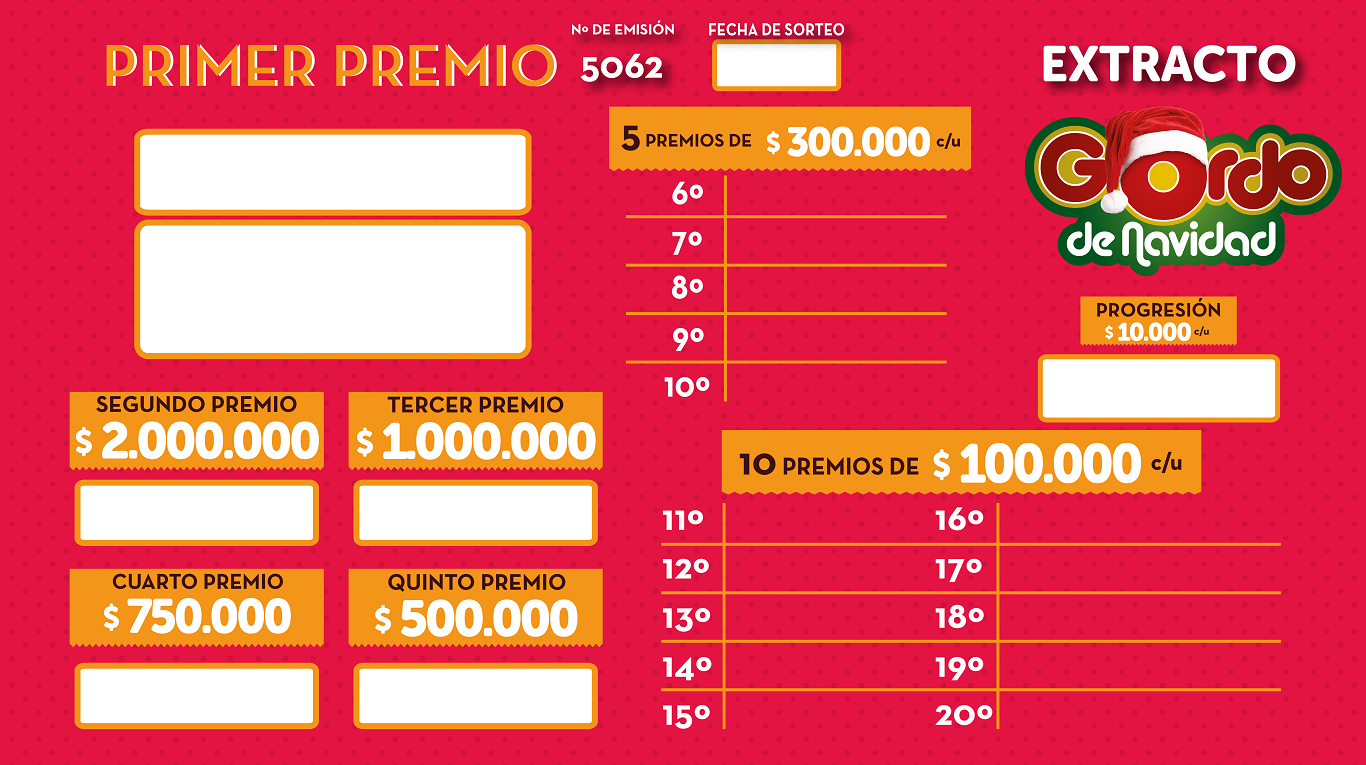 PRIMER PREMIO
Nº DE EMISIÓN
5062
FECHA DE SORTEO
EXTRACTO
Gordo
de Navidad
5 PREMIOS DE $ 300.000 c/u
6º
7º
8º
9º
10º
PROGRESIÓN
$ 10.000 c/u
SEGUNDO PREMIO
$ 2.000.000
TERCER PREMIO
$ 1.000.000
CUARTO PREMIO
$ 750.000
QUINTO PREMIO
$ 500.000
10 PREMIOS DE $ 100.000 c/u
11º
12º
13º
14º
15º
16º
17º
18º
19º
20º